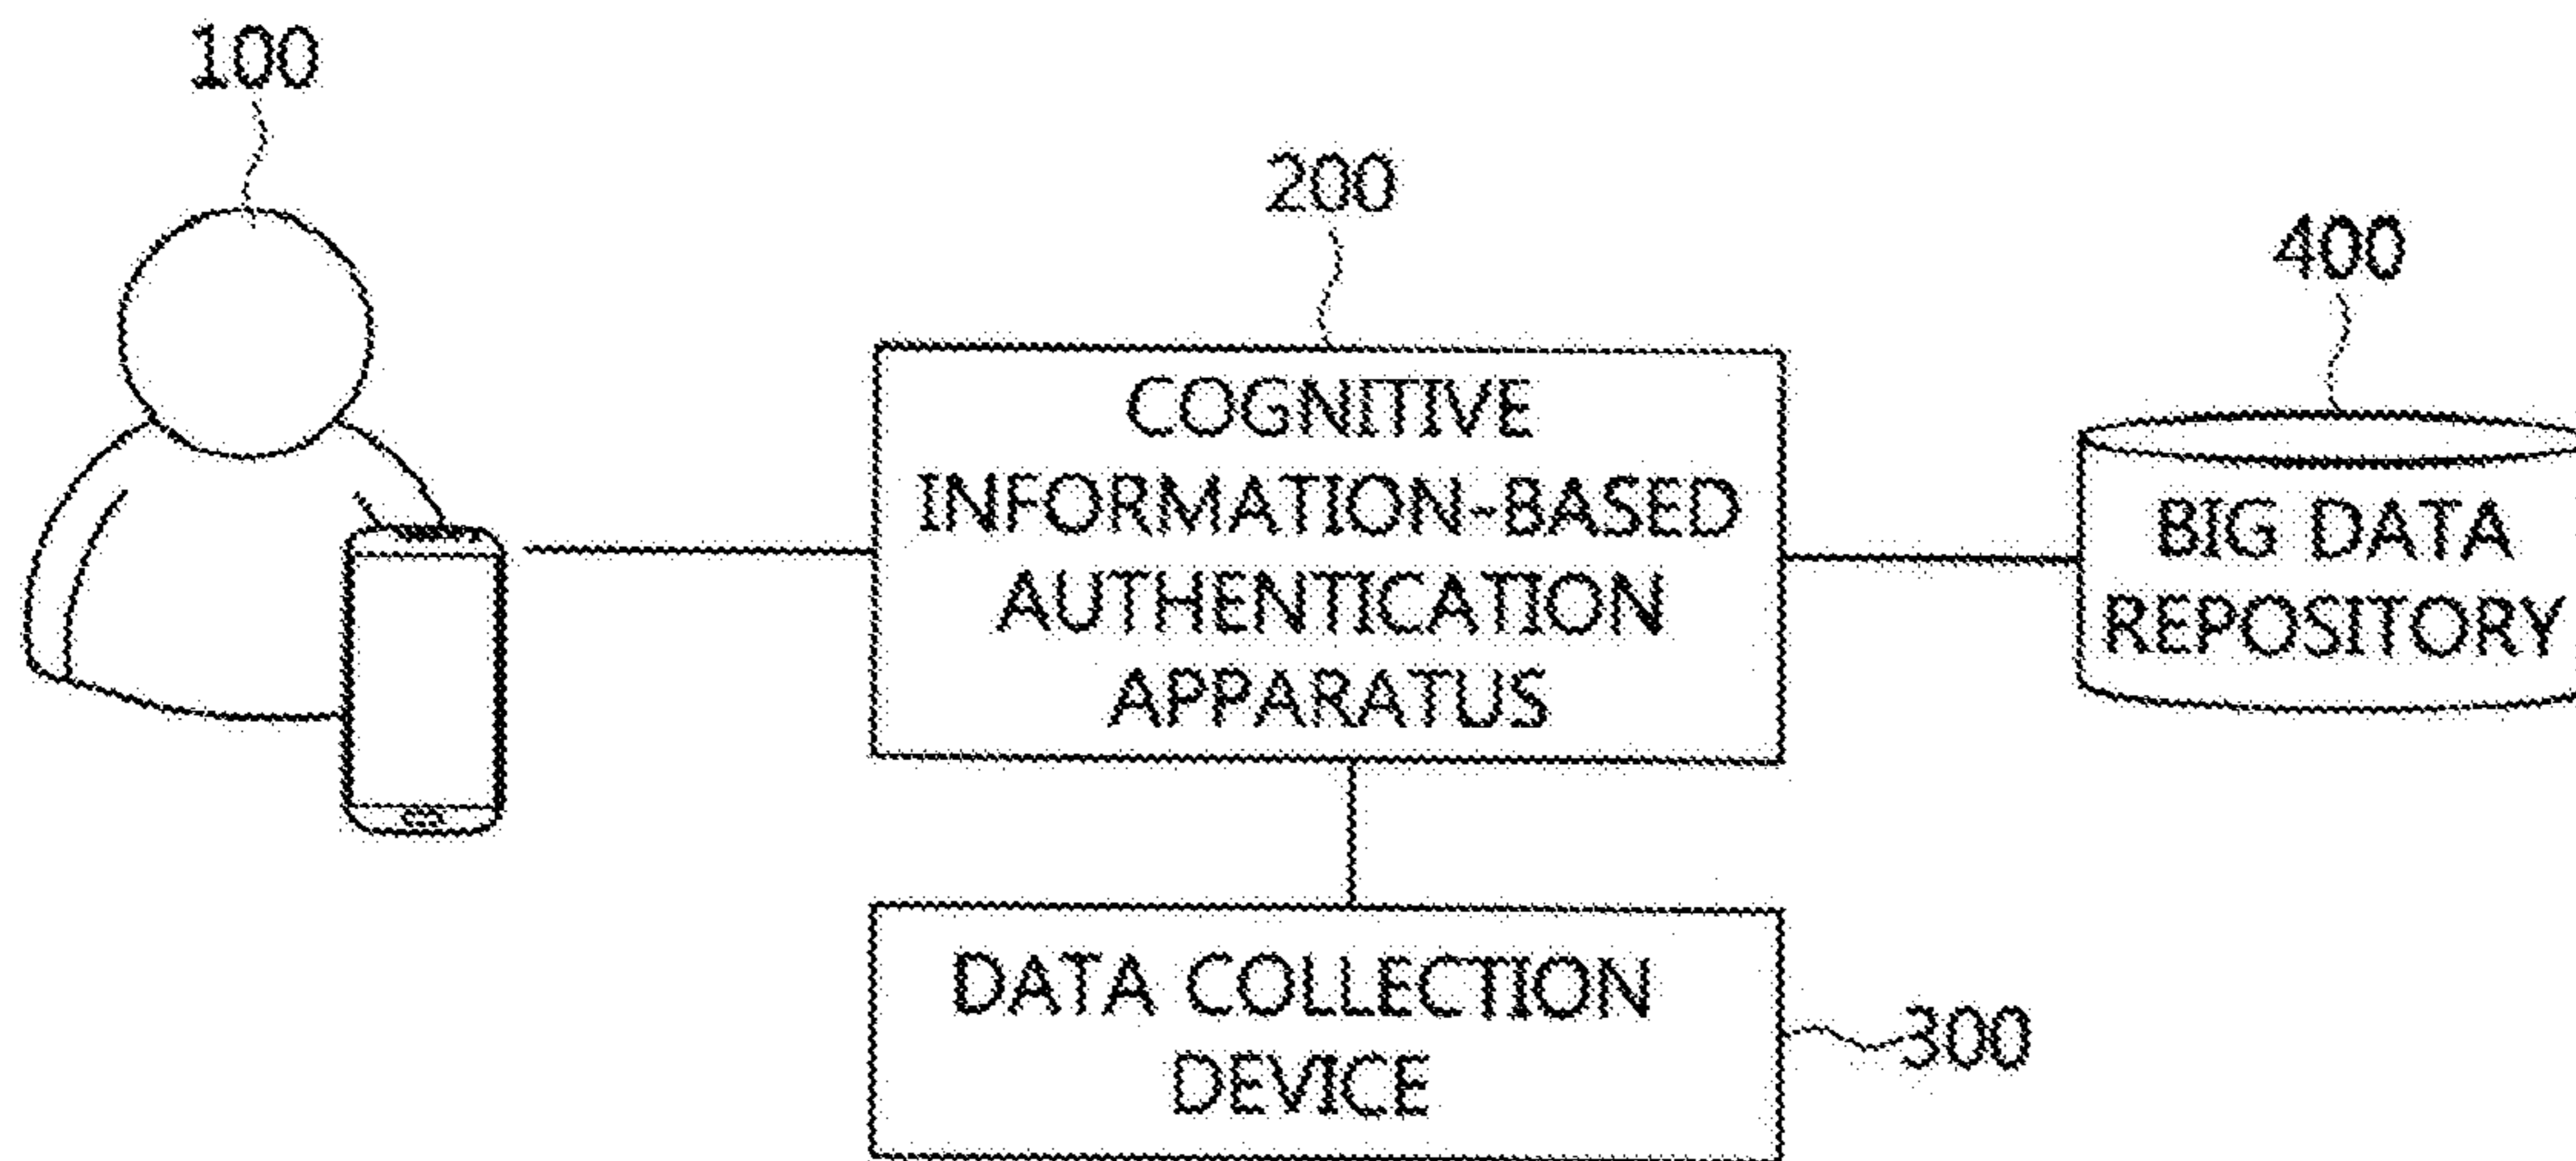 100
200
400
COGNITIVE
INFORMATION-BASED
AUTHENTICATION
APPARATUS
BIG DATA
REPOSITORY
DATA COLLECTION
DEVICE
300